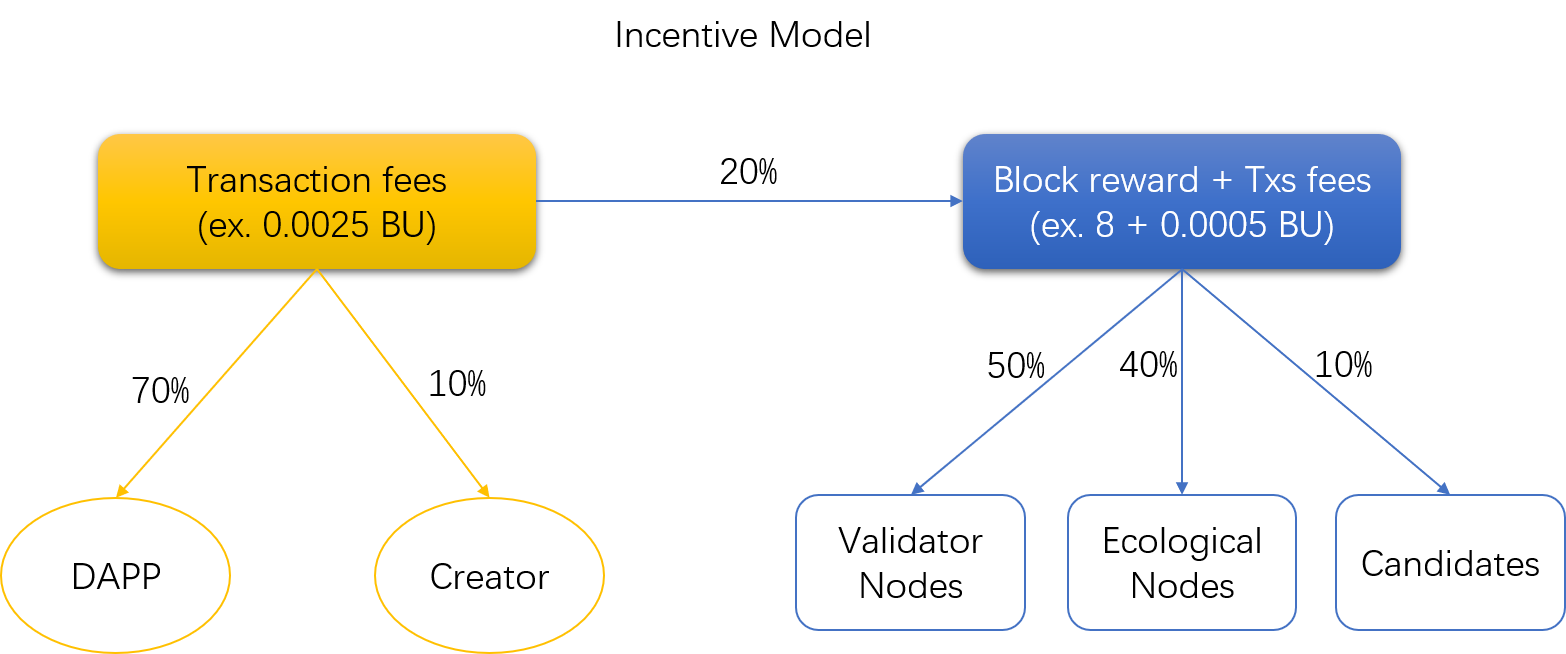 Incentive Model
Transaction fees
(ex. 0.0025 BU)
20%
Block reward + Txs fees
(ex. 8 + 0.0005 BU)
70%
10%
50%
40%
10%
DAPP
Creator
Validator
Nodes
Ecological
Nodes
Candidates